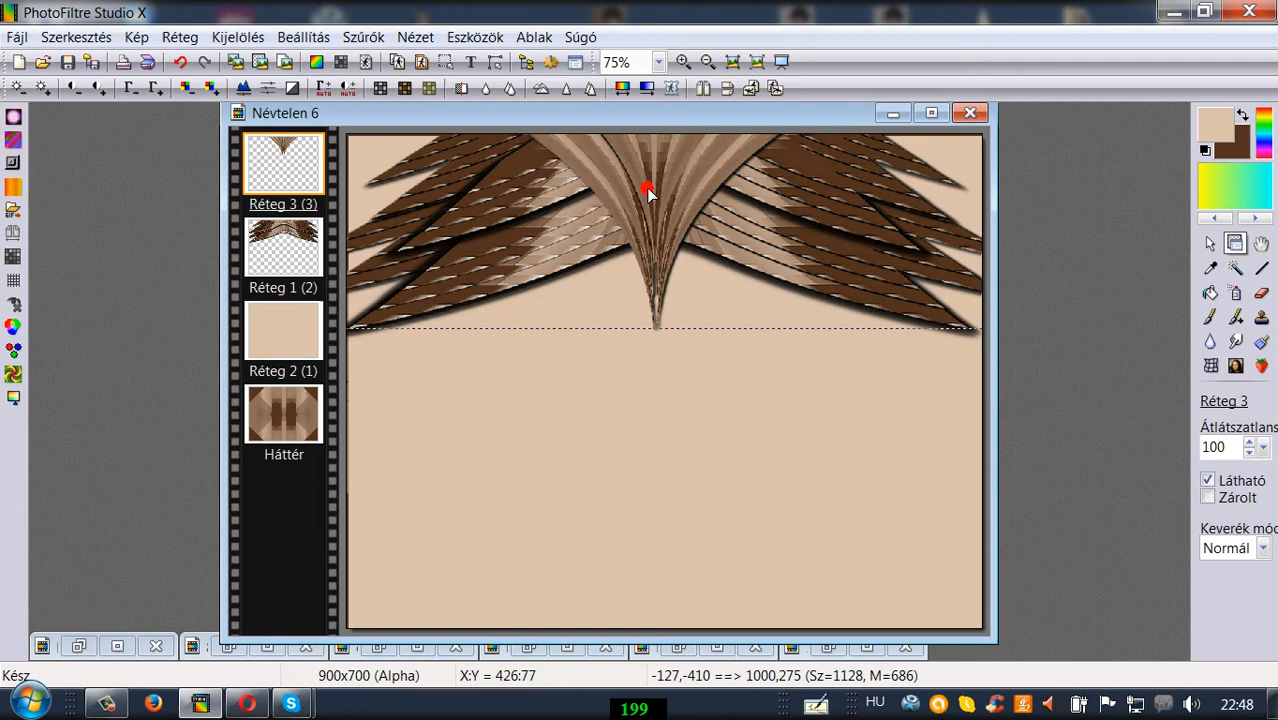 PhotoFiltre Studio X
Fájl Szerkesztés Kép Réteg Kijelölés Beállítás Szűrők Nézet Eszközök Ablak Súgó
75%
Névtelen 6
Réteg 3 (3)
Réteg 1 (2)
Réteg 2 (1)
Háttér
Réteg 3
Átlátszatlans
100
Látható
Zárolt
Keverék mód
Normál
Kész 900x700 (Alpha) X:Y = 426:77 -127,-410 ==> 1000,275 (Sz=1128, M=686)
199
HU
22:48